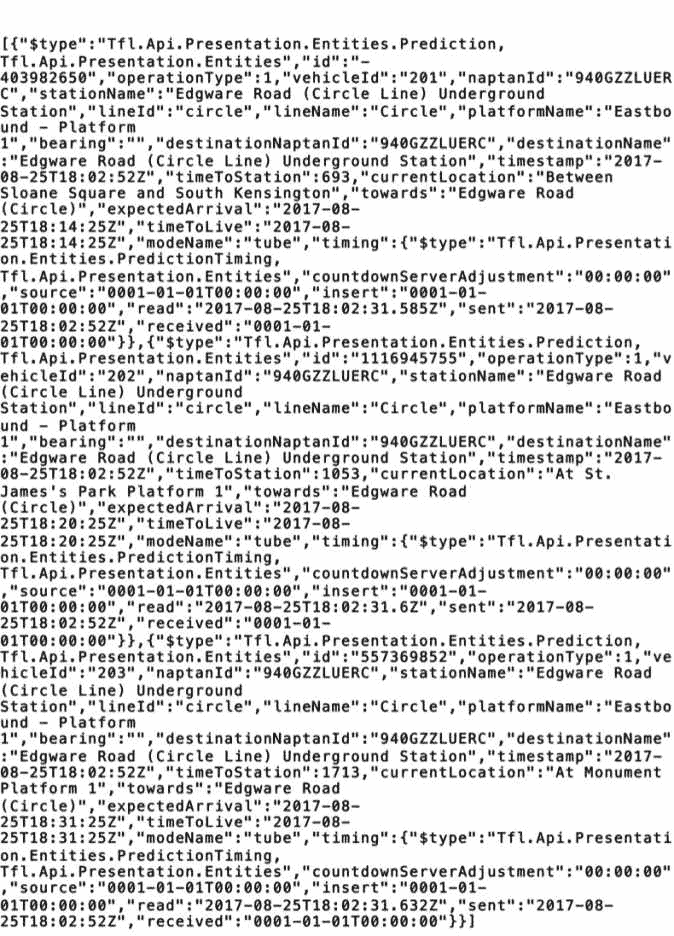 [{"$type":"Tfl.Api.Presentation.Entities.Prediction,
Tfl.Api.Presentation.Entities","id":"-
403982650","operationType":1,"vehicleId":"201","naptanId":"940GZZLUER
C","stationName":"Edgware Road (Circle Line) Underground
Station","lineId":"circle","lineName":"Circle","platformName":"Eastbo
und - Platform
1","bearing":"","destinationNaptanId":"940GZZLUERC","destinationName"
:"Edgware Road (Circle Line) Underground Station","timestamp":"2017-
08-25T18:02:52Z","timeToStation":693,"currentLocation":"Between
Sloane Square and South Kensington","towards":"Edgware Road
(Circle)","expectedArrival":"2017-08-
25T18:14:25Z","timeToLive":"2017-08-
25T18:14:25Z","modeName":"tube","timing":{"$type":"Tfl.Api.Presentati
on.Entities.PredictionTiming,
Tfl.Api.Presentation.Entities","countdownServerAdjustment":"00:00:00"
,"source":"0001-01-01T00:00:00","insert":"0001-01-
01T00:00:00","read":"2017-08-25T18:02:31.585Z","sent":"2017-08-
25T18:02:52Z","received":"0001-01-
01T00:00:00"}},{"$type":"Tfl.Api.Presentation.Entities.Prediction,
Tfl.Api.Presentation.Entities","id":"1116945755","operationType":1,"v
ehicleId":"202","naptanId":"940GZZLUERC","stationName":"Edgware Road
(Circle Line) Underground
Station","lineId":"circle","lineName":"Circle","platformName":"Eastbo
und - Platform
1","bearing":"","destinationNaptanId":"940GZZLUERC","destinationName"
:"Edgware Road (Circle Line) Underground Station","timestamp":"2017-
08-25T18:02:52Z","timeToStation":1053,"currentLocation":"At St.
James's Park Platform 1","towards":"Edgware Road
(Circle)","expectedArrival":"2017-08-
25T18:20:25Z","timeToLive":"2017-08-
25T18:20:25Z","modeName":"tube","timing":{"$type":"Tfl.Api.Presentati
on.Entities.PredictionTiming,
Tfl.Api.Presentation.Entities","countdownServerAdjustment":"00:00:00"
,"source":"0001-01-01T00:00:00","insert":"0001-01-
01T00:00:00","read":"2017-08-25T18:02:31.6Z","sent":"2017-08-
25T18:02:52Z","received":"0001-01-
01T00:00:00"}},{"$type":"Tfl.Api.Presentation.Entities.Prediction,
Tfl.Api.Presentation.Entities","id":"557369852","operationType":1,"ve
hicleId":"203","naptanId":"940GZZLUERC","stationName":"Edgware Road
(Circle Line) Underground
Station","lineId":"circle","lineName":"Circle","platformName":"Eastbo
und - Platform
1","bearing":"","destinationNaptanId":"940GZZLUERC","destinationName"
:"Edgware Road (Circle Line) Underground Station","timestamp":"2017-
08-25T18:02:52Z","timeToStation":1713,"currentLocation":"At Monument
Platform 1","towards":"Edgware Road
(Circle)","expectedArrival":"2017-08-
25T18:31:25Z","timeToLive":"2017-08-
25T18:31:25Z","modeName":"tube","timing":{"$type":"Tfl.Api.Presentati
on.Entities.PredictionTiming,
Tfl.Api.Presentation.Entities","countdownServerAdjustment":"00:00:00"
,"source":"0001-01-01T00:00:00","insert":"0001-01-
01T00:00:00","read":"2017-08-25T18:02:31.632Z","sent":"2017-08-
25T18:02:52Z","received":"0001-01-01T00:00:00"}}]